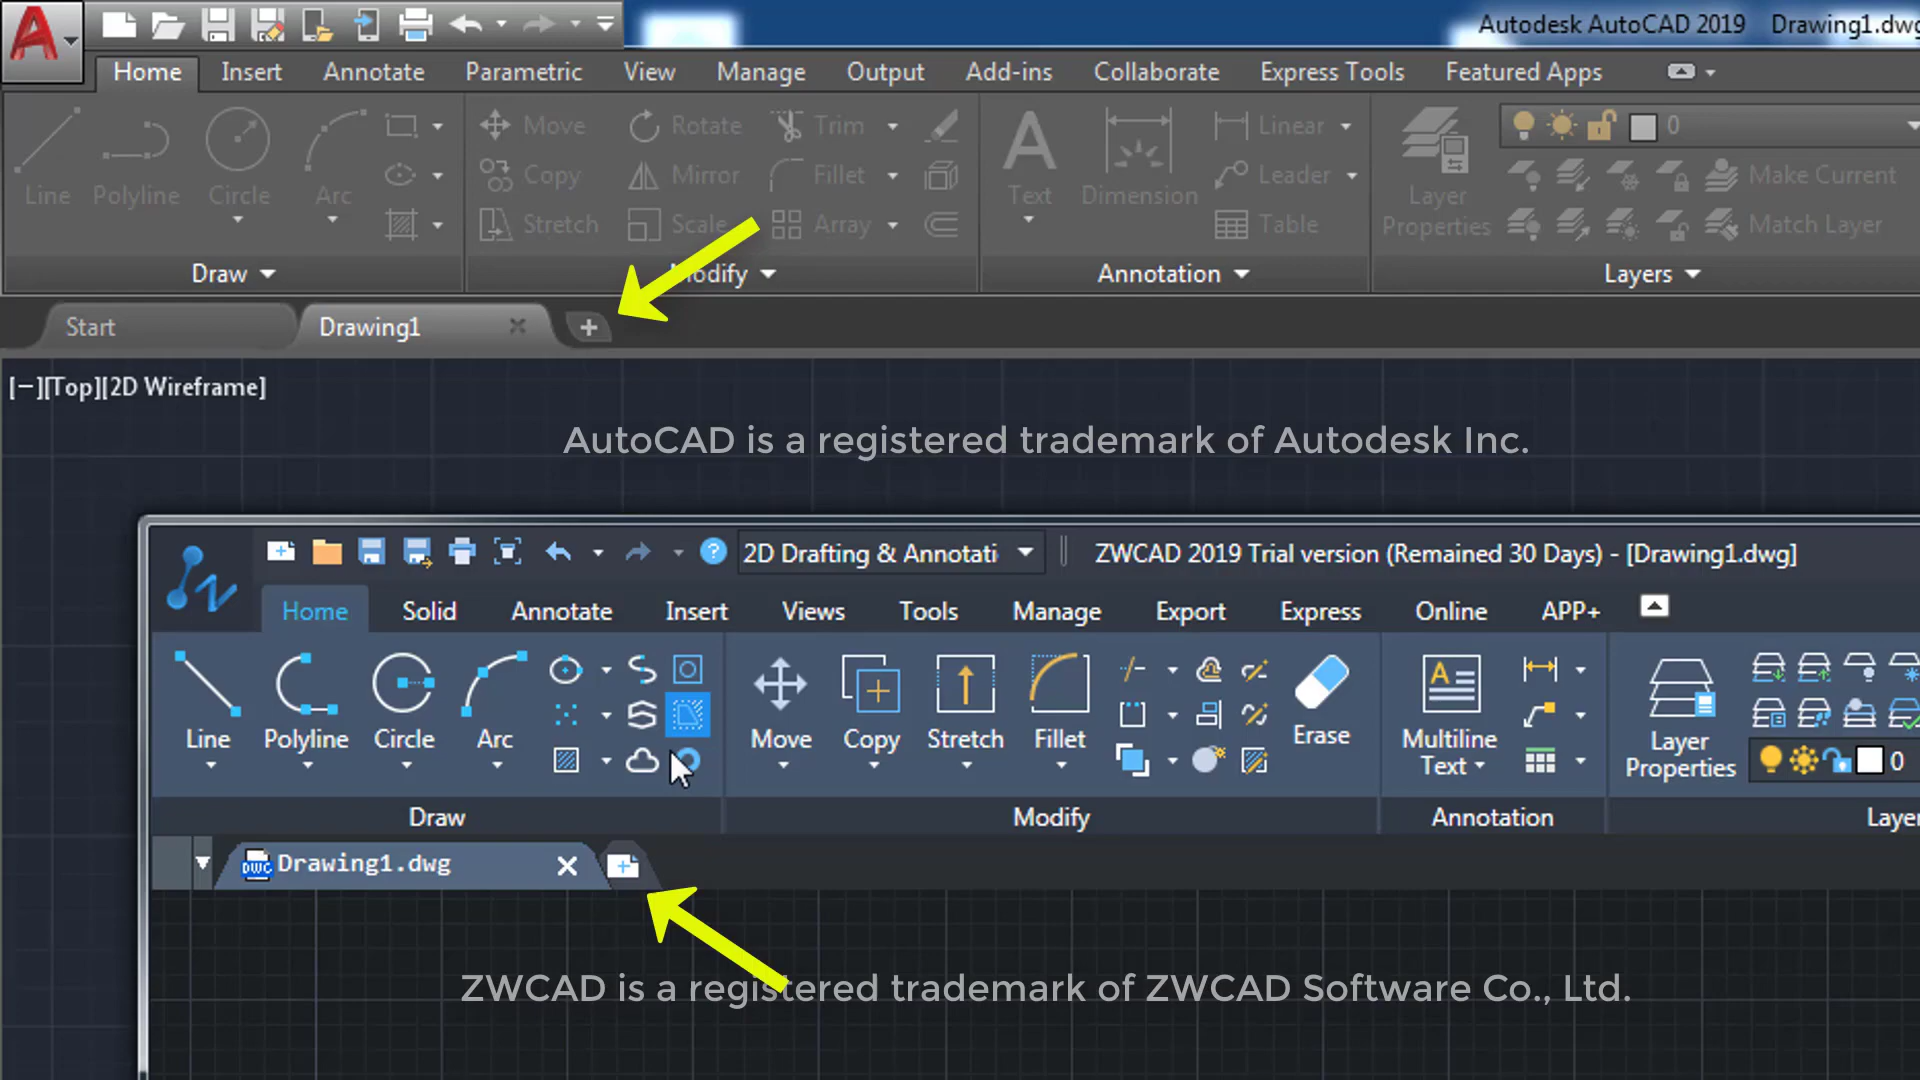 Autodesk AutoCAD 2019 Drawing1.dwg
Home Insert Annotate Parametric View Manage Output Add-ins Collaborate Express Tools Featured Apps
Line Polyline Circle Arc
Move Rotate Trim
Copy Mirror Fillet
Stretch Scale Array
Text Dimension
Linear
Leader
Table
Layer
Properties
0
Make Current
Match Layer
Draw Modify Annotation Layers
Start Drawing1
[−][Top][2D Wireframe]
AutoCAD is a registered trademark of Autodesk Inc.
2D Drafting & Annotati ZWCAD 2019 Trial version (Remained 30 Days) - [Drawing1.dwg]
Home Solid Annotate Insert Views Tools Manage Export Express Online APP+
Line Polyline Circle Arc
Move Copy Stretch Fillet Erase
Multiline
Text
Layer
Properties
0
Draw Modify Annotation Layer
DWG Drawing1.dwg
ZWCAD is a registered trademark of ZWCAD Software Co., Ltd.